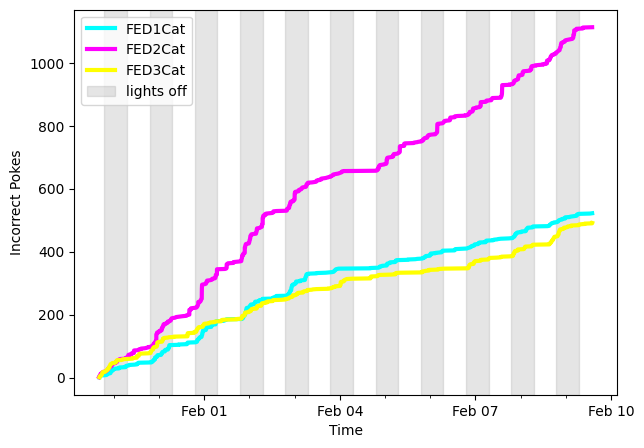 FED1Cat
FED2Cat
FED3Cat
lights off
1000
800
600
400
200
0
Incorrect Pokes
Feb 01
Feb 04
Feb 07
Feb 10
Time